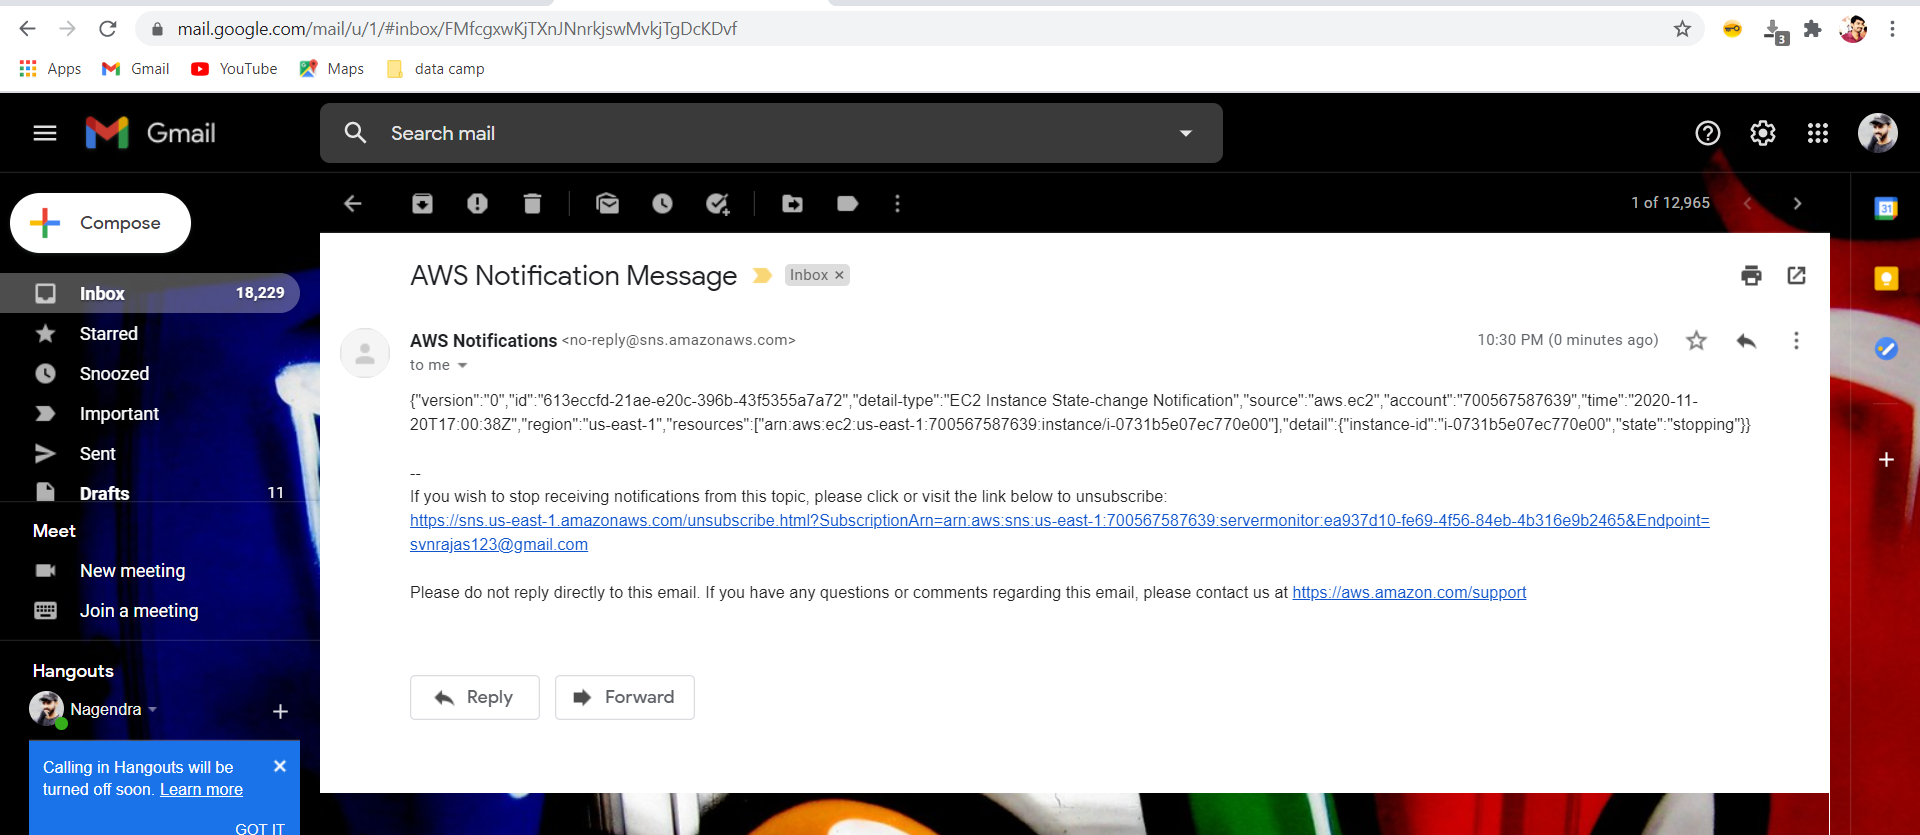 mail.google.com/mail/u/1/#inbox/FMfcgxwKjTXnJNnrkjswMvkjTgDcKDvf
3
Apps Gmail YouTube Maps data camp
Gmail
Search mail
Compose
1 of 12,965
31
Inbox 18,229
Starred
Snoozed
Important
Sent
Drafts 11
Meet
New meeting
Join a meeting
Hangouts
Nagendra
Calling in Hangouts will be
turned off soon. Learn more
GOT IT
AWS Notification Message Inbox ×
AWS Notifications <no-reply@sns.amazonaws.com> 10:30 PM (0 minutes ago)
to me
{"version":"0","id":"613eccfd-21ae-e20c-396b-43f5355a7a72","detail-type":"EC2 Instance State-change Notification","source":"aws.ec2","account":"700567587639","time":"2020-11-
20T17:00:38Z","region":"us-east-1","resources":["arn:aws:ec2:us-east-1:700567587639:instance/i-0731b5e07ec770e00"],"detail":{"instance-id":"i-0731b5e07ec770e00","state":"stopping"}}
--
If you wish to stop receiving notifications from this topic, please click or visit the link below to unsubscribe:
https://sns.us-east-1.amazonaws.com/unsubscribe.html?SubscriptionArn=arn:aws:sns:us-east-1:700567587639:servermonitor:ea937d10-fe69-4f56-84eb-4b316e9b2465&Endpoint=
svnrajas123@gmail.com
Please do not reply directly to this email. If you have any questions or comments regarding this email, please contact us at https://aws.amazon.com/support
Reply Forward